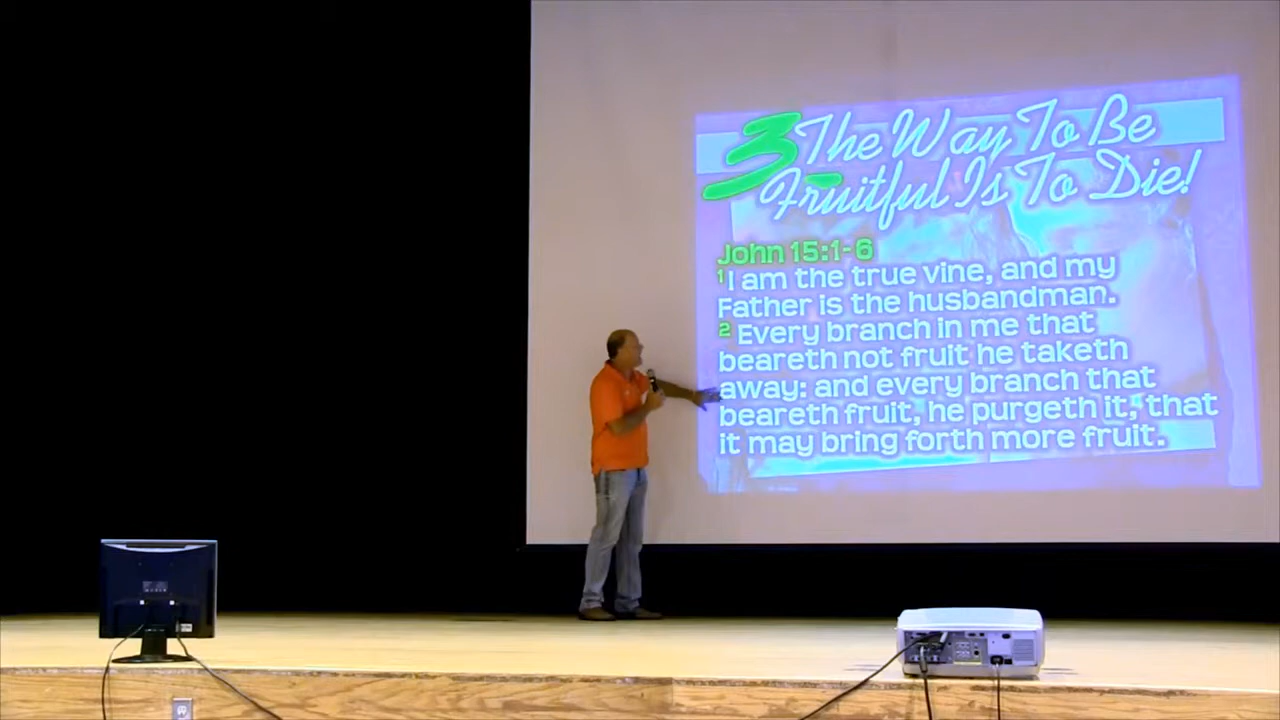 3- The Way To Be
Fruitful Is To Die!
John 15:1-6
1 I am the true vine, and my
Father is the husbandman.
2 Every branch in me that
beareth not fruit he taketh
away: and every branch that
beareth fruit, he purgeth it, that
it may bring forth more fruit.